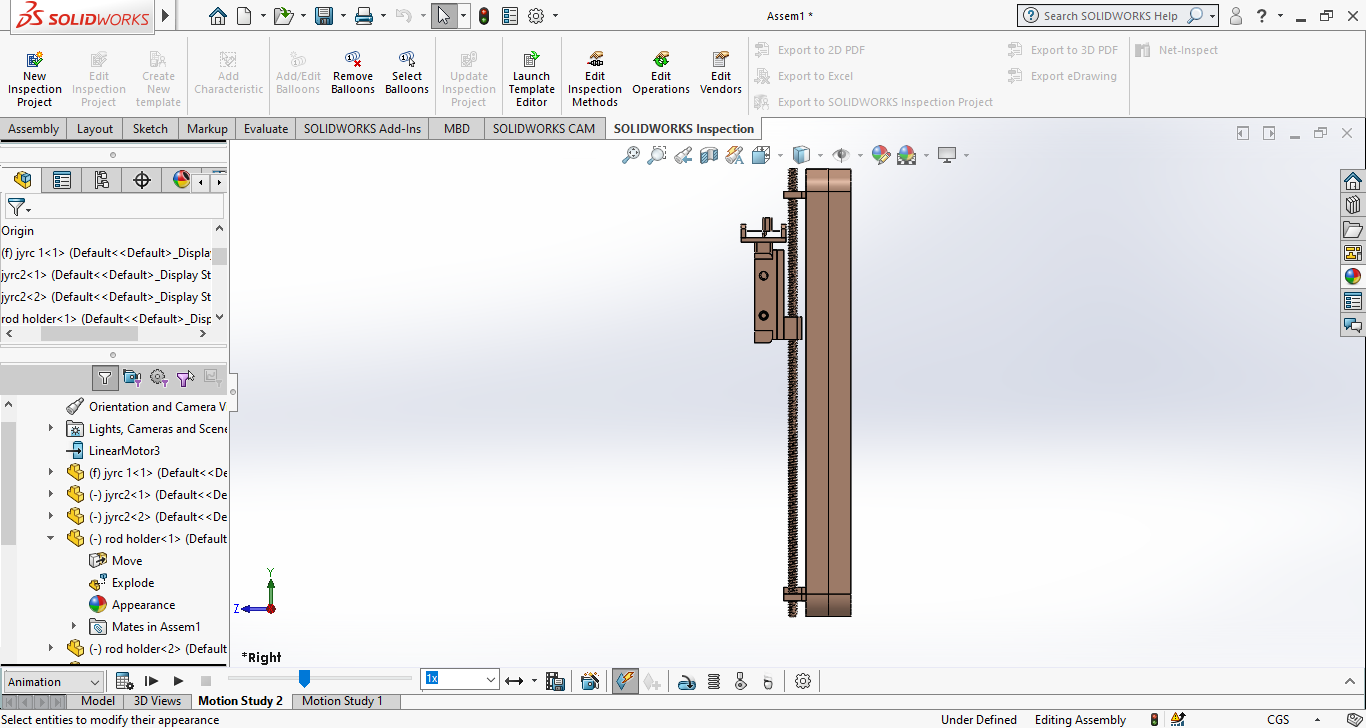 SOLIDWORKS
Assem1 *
Search SOLIDWORKS Help
New Inspection Project
Edit Inspection Project
Create New template
Add Characteristic
Add/Edit Balloons
Remove Balloons
Select Balloons
Update Inspection Project
Launch Template Editor
Edit Inspection Methods
Edit Operations
Edit Vendors
Export to 2D PDF
Export to Excel
Export to SOLIDWORKS Inspection Project
Export to 3D PDF
Export eDrawing
Net-Inspect
Assembly
Layout
Sketch
Markup
Evaluate
SOLIDWORKS Add-Ins
MBD
SOLIDWORKS CAM
SOLIDWORKS Inspection
Origin
(f) jyrc 1<1> (Default<<Default>_Displa
jyrc2<1> (Default<<Default>_Display St
jyrc2<2> (Default<<Default>_Display St
rod holder<1> (Default<<Default>_Disp
Orientation and Camera V
Lights, Cameras and Scene
LinearMotor3
(f) jyrc 1<1> (Default<<De
(-) jyrc2<1> (Default<<De
(-) jyrc2<2> (Default<<De
(-) rod holder<1> (Default
Move
Explode
Appearance
Mates in Assem1
(-) rod holder<2> (Default
Y
Z
*Right
Animation
1x
Model
3D Views
Motion Study 2
Motion Study 1
Select entities to modify their appearance
Under Defined
Editing Assembly
CGS